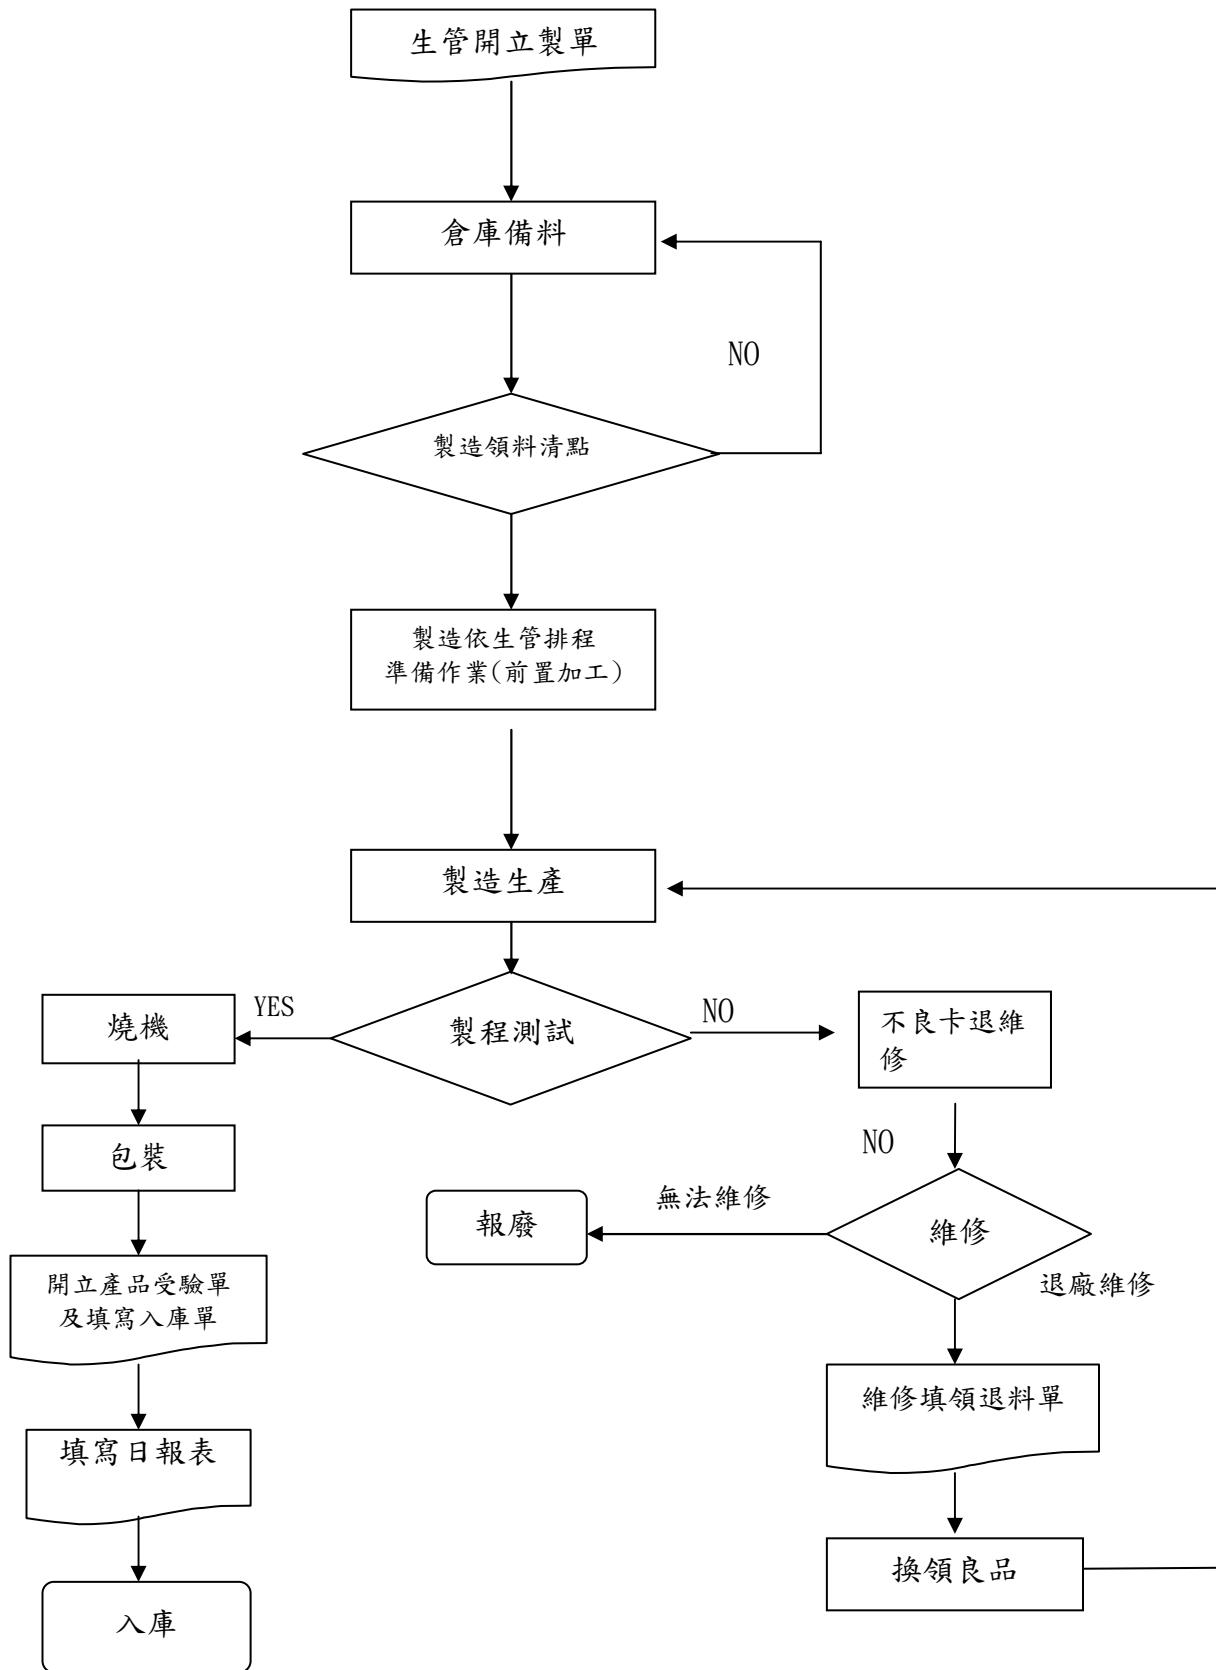 生管開立製單
倉庫備料
NO
製造領料清點
製造依生管排程
準備作業(前置加工)
製造生產
YES
NO
燒機
製程測試
不良卡退維
修
包裝
NO
無法維修
報廢
維修
退廠維修
開立產品受驗單
及填寫入庫單
維修填領退料單
填寫日報表
換領良品
入庫